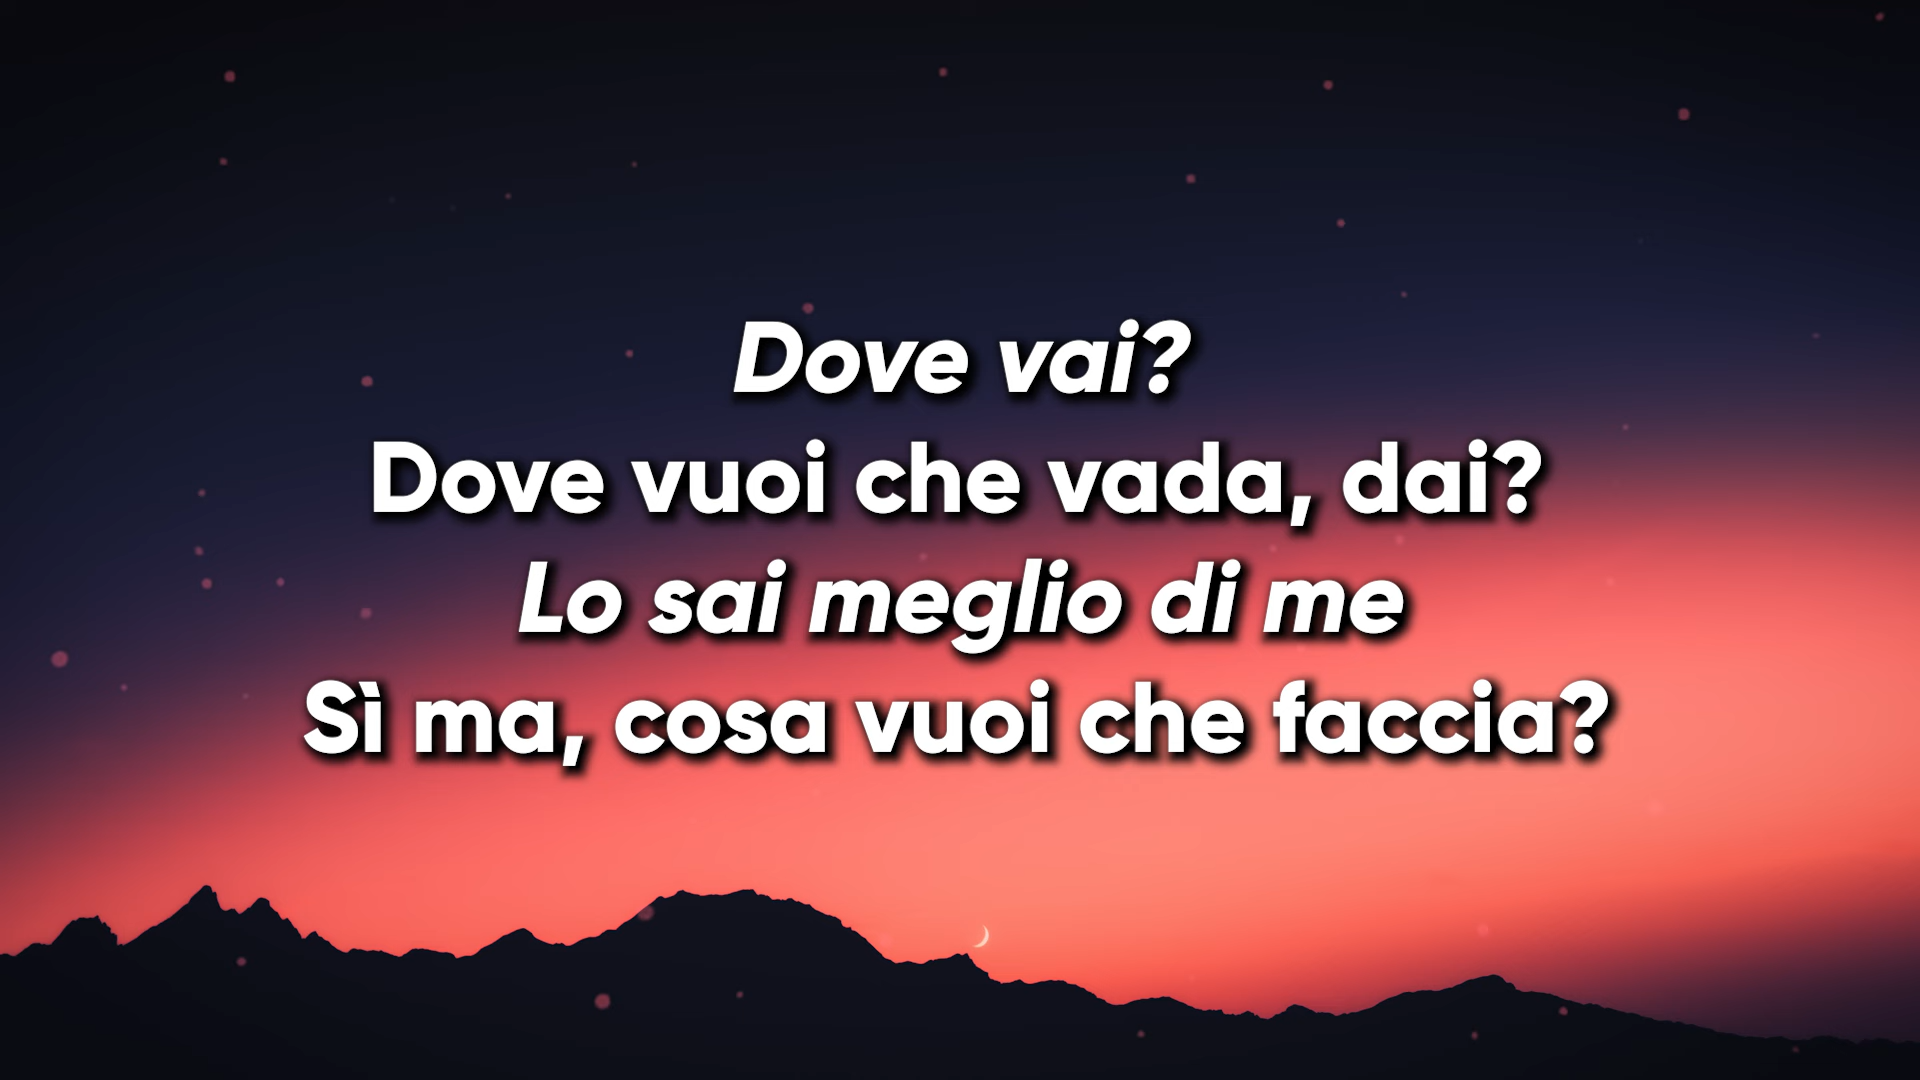 Dove vai?
Dove vuoi che vada, dai?
Lo sai meglio di me
Sì ma, cosa vuoi che faccia?